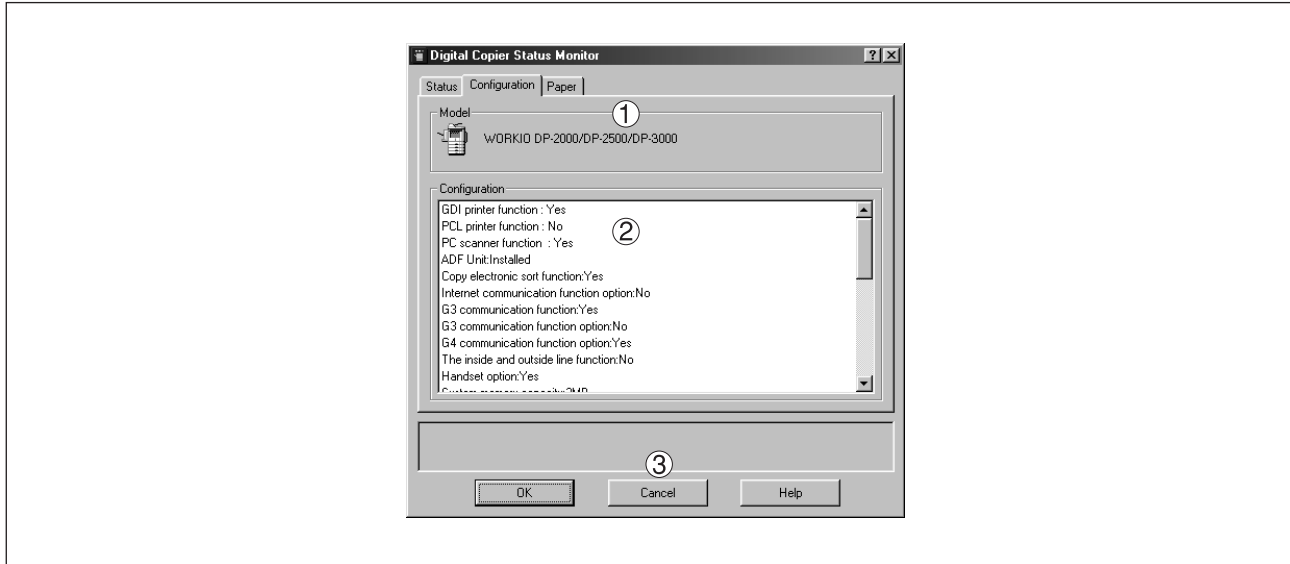 Digital Copier Status Monitor
Status Configuration Paper
Model
①
WORKIO DP-2000/DP-2500/DP-3000
Configuration
GDI printer function : Yes
PCL printer function : No
②
PC scanner function : Yes
ADF Unit:Installed
Copy electronic sort function:Yes
Internet communication function option:No
G3 communication function:Yes
G3 communication function option:No
G4 communication function option:Yes
The inside and outside line function:No
Handset option:Yes
③
OK Cancel Help